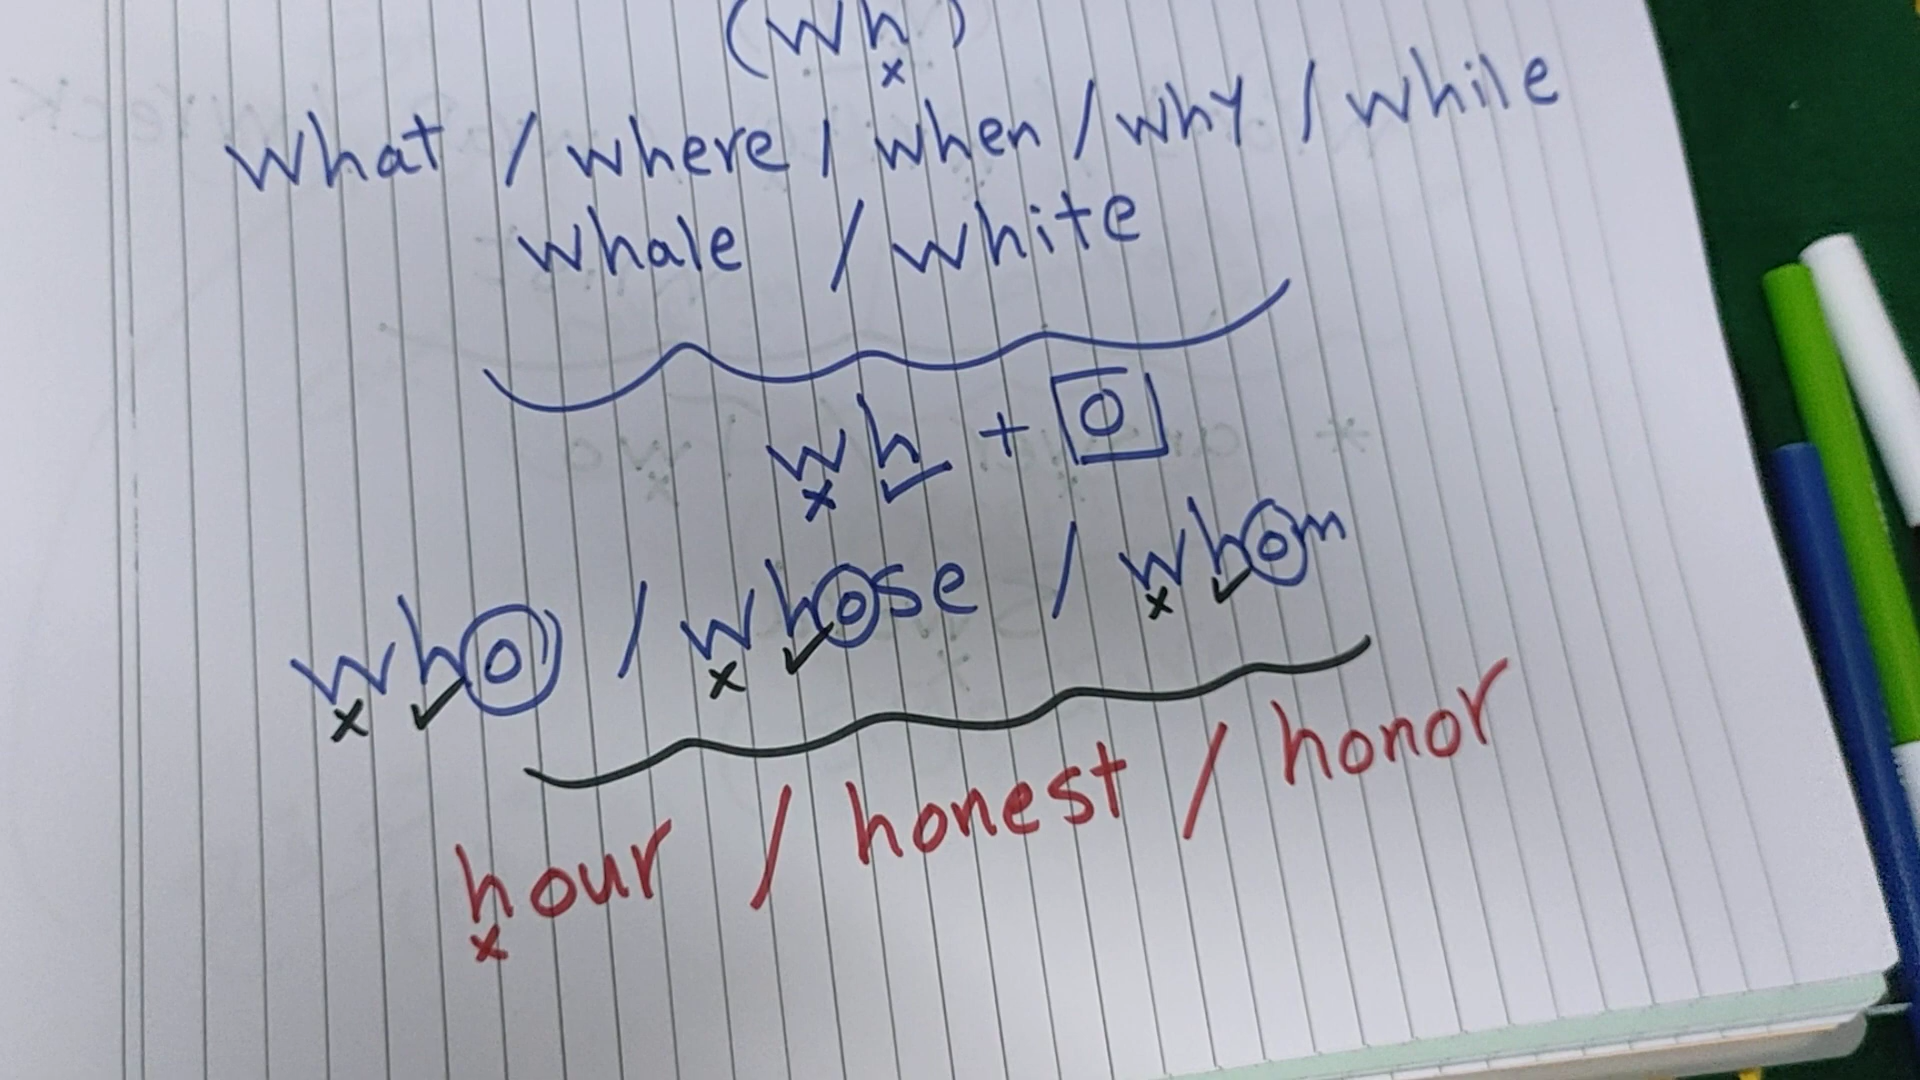 (wh)
x
what / where / when / why / while
whale / white
wh + o
x ✓
who / whose / whom
x ✓ x ✓ x ✓
hour / honest / honor
x